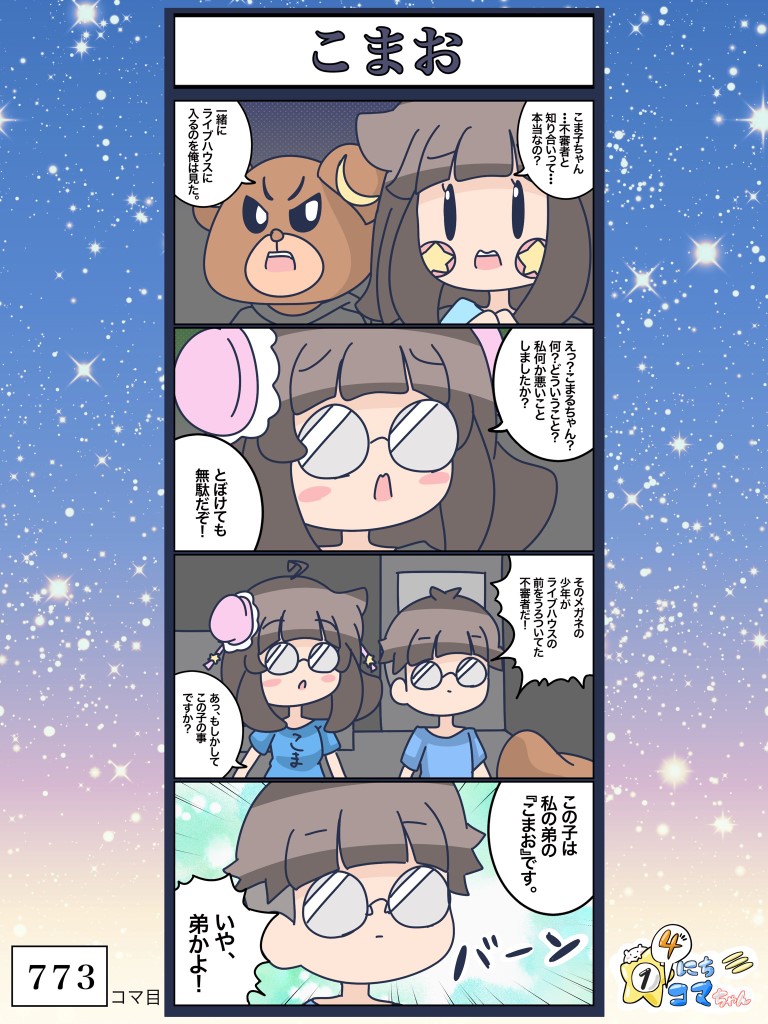 こまお
こま子ちゃん
…不審者と
知り合いって…
本当なの?
一緒に
ライブハウスに
入るのを俺は見た。
えっ?こまるちゃん?
何?どういうこと?
私何か悪いこと
しましたか?
とぼけても
無駄だぞ!
そのメガネの
少年が
ライブハウスの
前をうろついてた
不審者だ!
あっ、もしかして
この子の事
ですか?
こま
この子は
私の弟の
『こまお』です。
バーン
いや、
弟かよ!
773
コマ目
1
にち
4
コマ
ちゃん